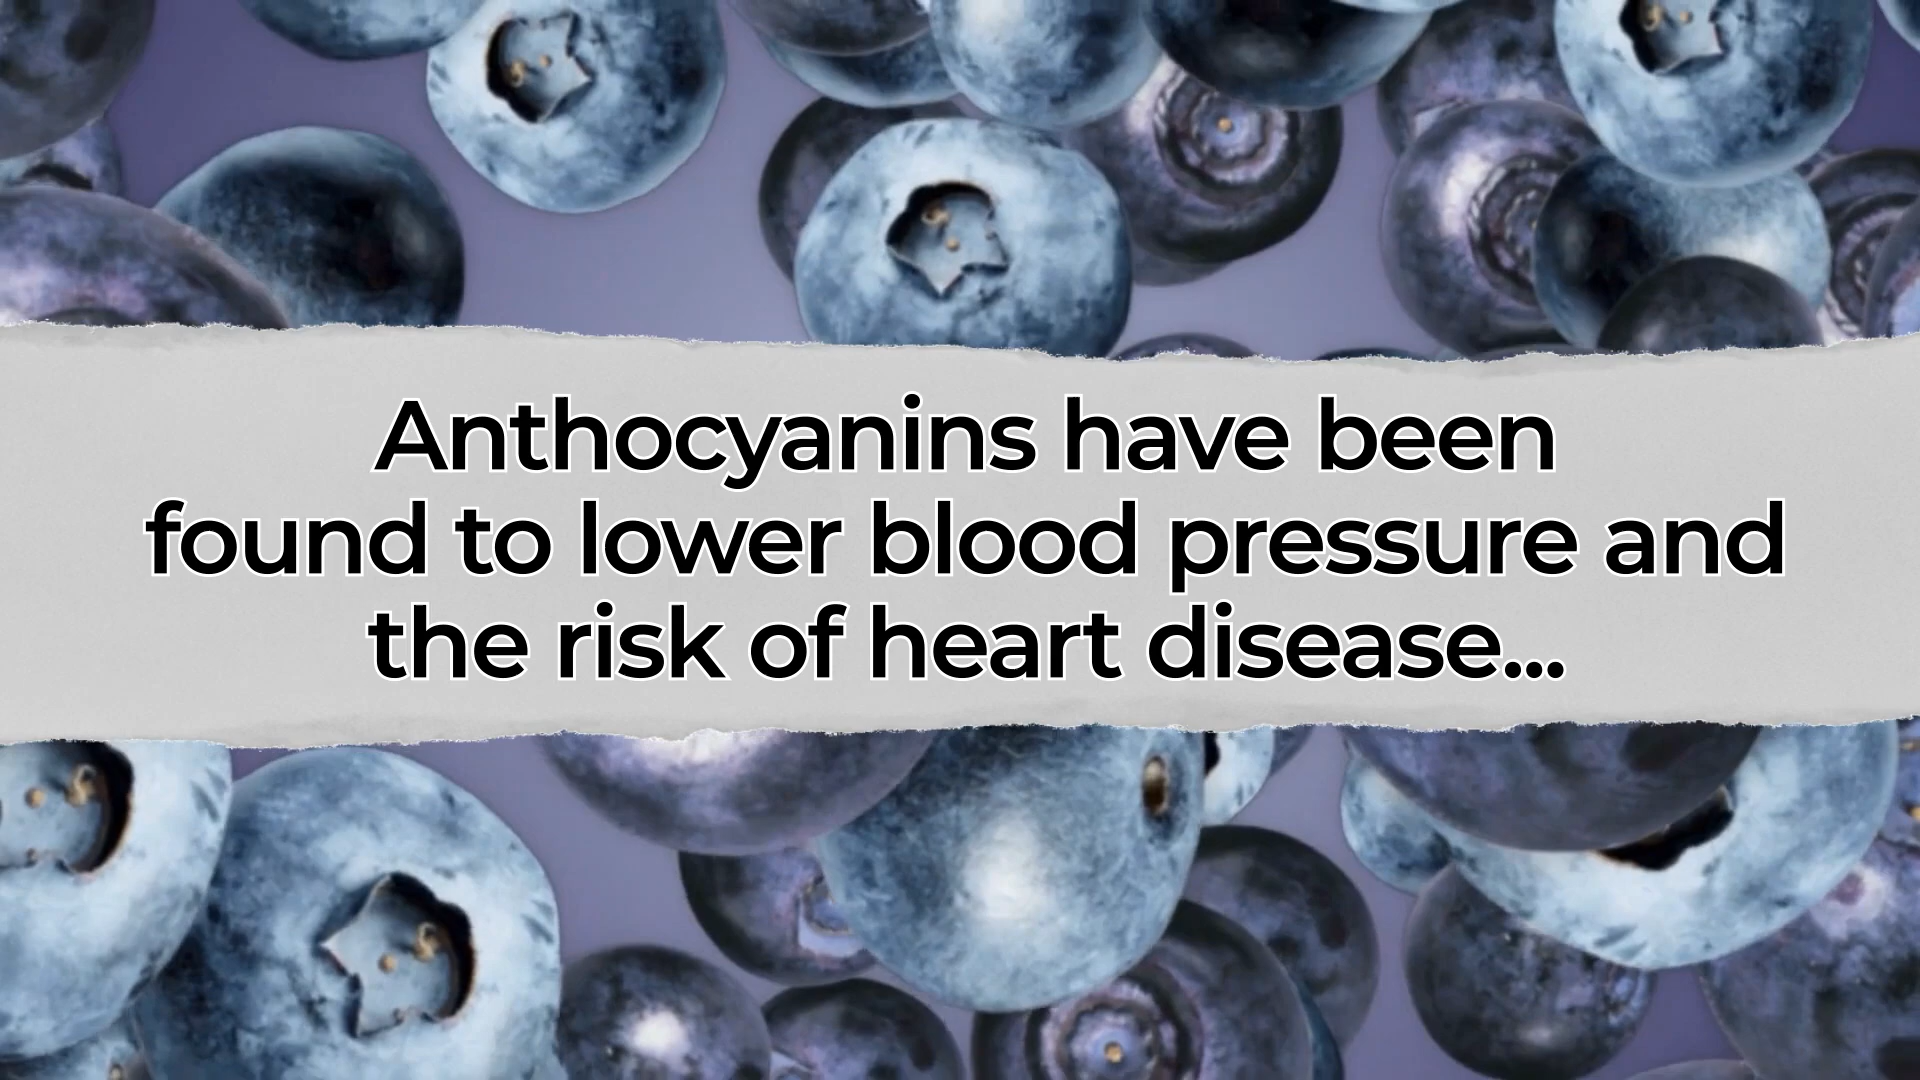 Anthocyanins have been
found to lower blood pressure and
the risk of heart disease...